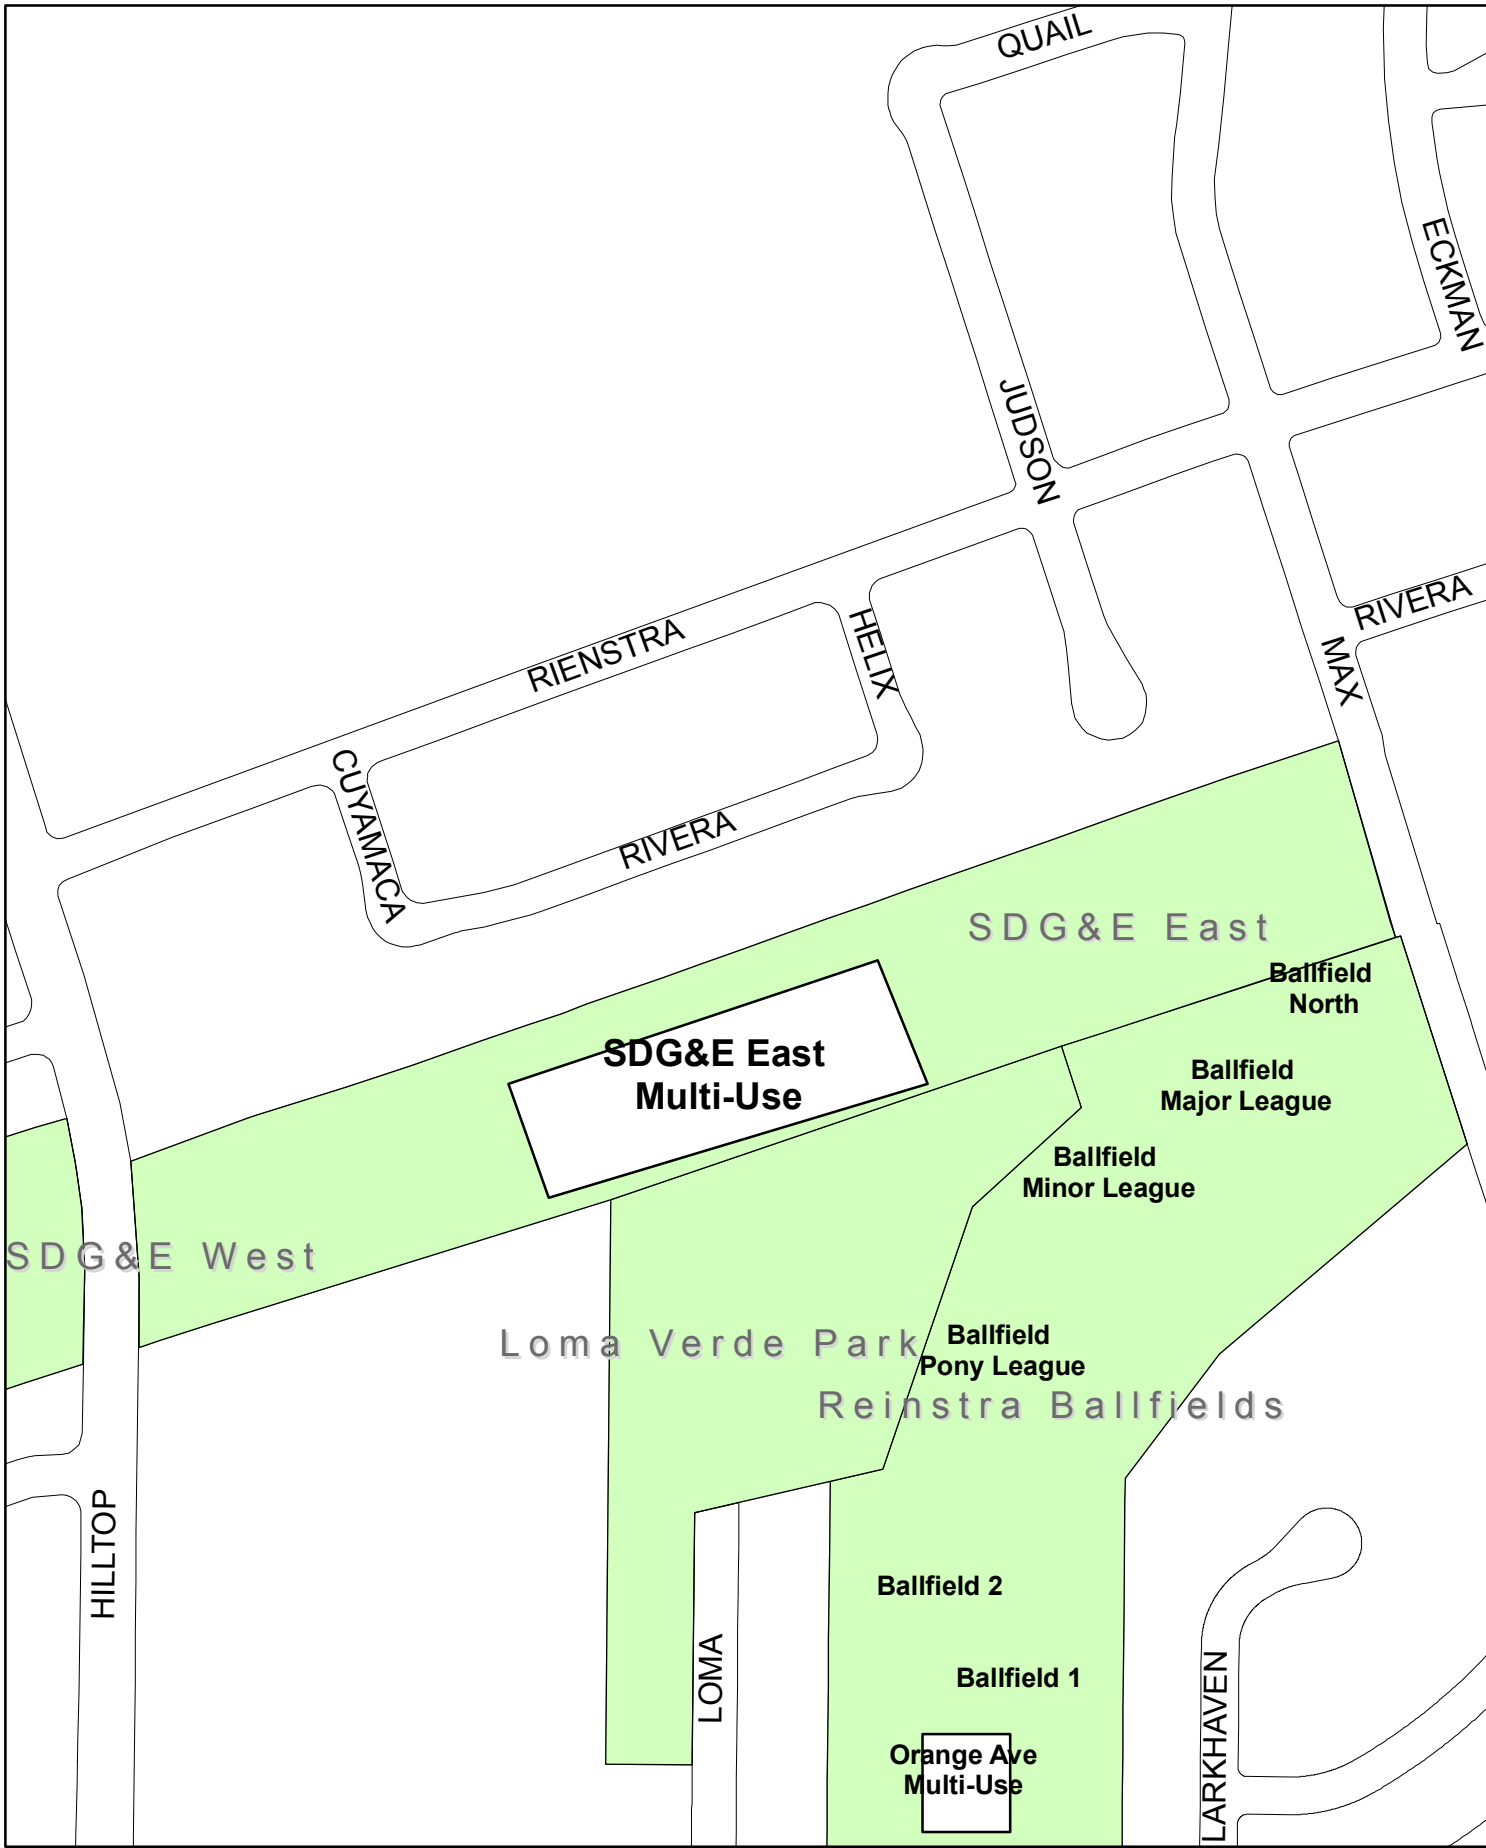 QUAIL
ECKMAN
JUDSON
RIVERA
HELIX
RIENSTRA
MAX
CUYAMACA
RIVERA
SDG&E East
Ballfield
North
SDG&E East
Multi-Use
Ballfield
Major League
Ballfield
Minor League
SDG&E West
Loma Verde Park
Ballfield
Pony League
Reinstra Ballfields
HILLTOP
Ballfield 2
LOMA
Ballfield 1
LARKHAVEN
Orange Ave
Multi-Use